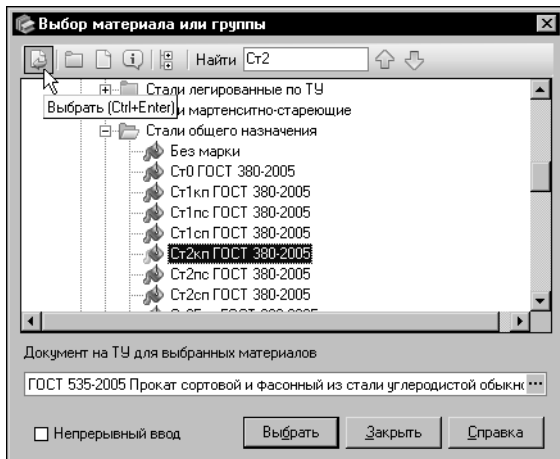 Выбор материала или группы
Найти Ст2
Стали легированные по ТУ
Выбрать (Ctrl+Enter)
и мартенситно-стареющие
Стали общего назначения
Без марки
Ст0 ГОСТ 380-2005
Ст1кп ГОСТ 380-2005
Ст1пс ГОСТ 380-2005
Ст1сп ГОСТ 380-2005
Ст2кп ГОСТ 380-2005
Ст2пс ГОСТ 380-2005
Ст2сп ГОСТ 380-2005
Документ на ТУ для выбранных материалов
ГОСТ 535-2005 Прокат сортовой и фасонный из стали углеродистой обыкн
Непрерывный ввод
Выбрать
Закрыть
Справка